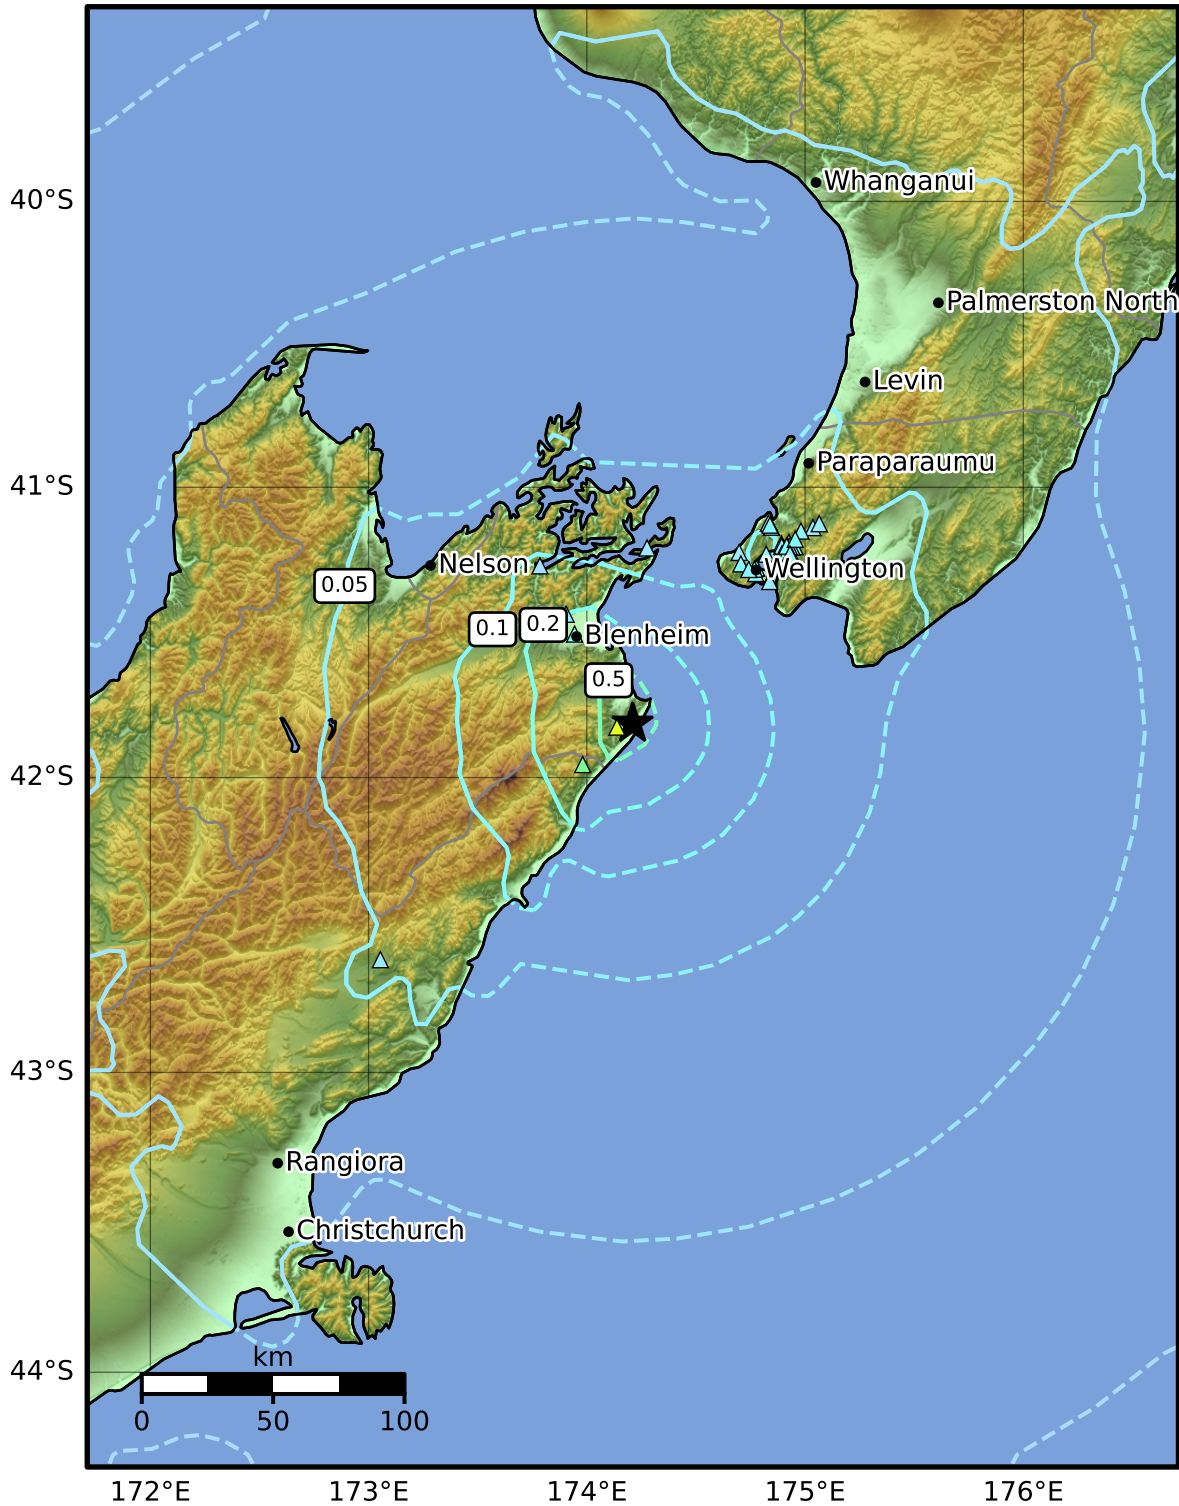 40°S
41°S
42°S
43°S
44°S
Whanganui
Palmerston North
Levin
Paraparaumu
Nelson
Wellington
0.05
0.1
0.2
Blenheim
0.5
Rangiora
Christchurch
km
0
50
100
172°E
173°E
174°E
175°E
176°E